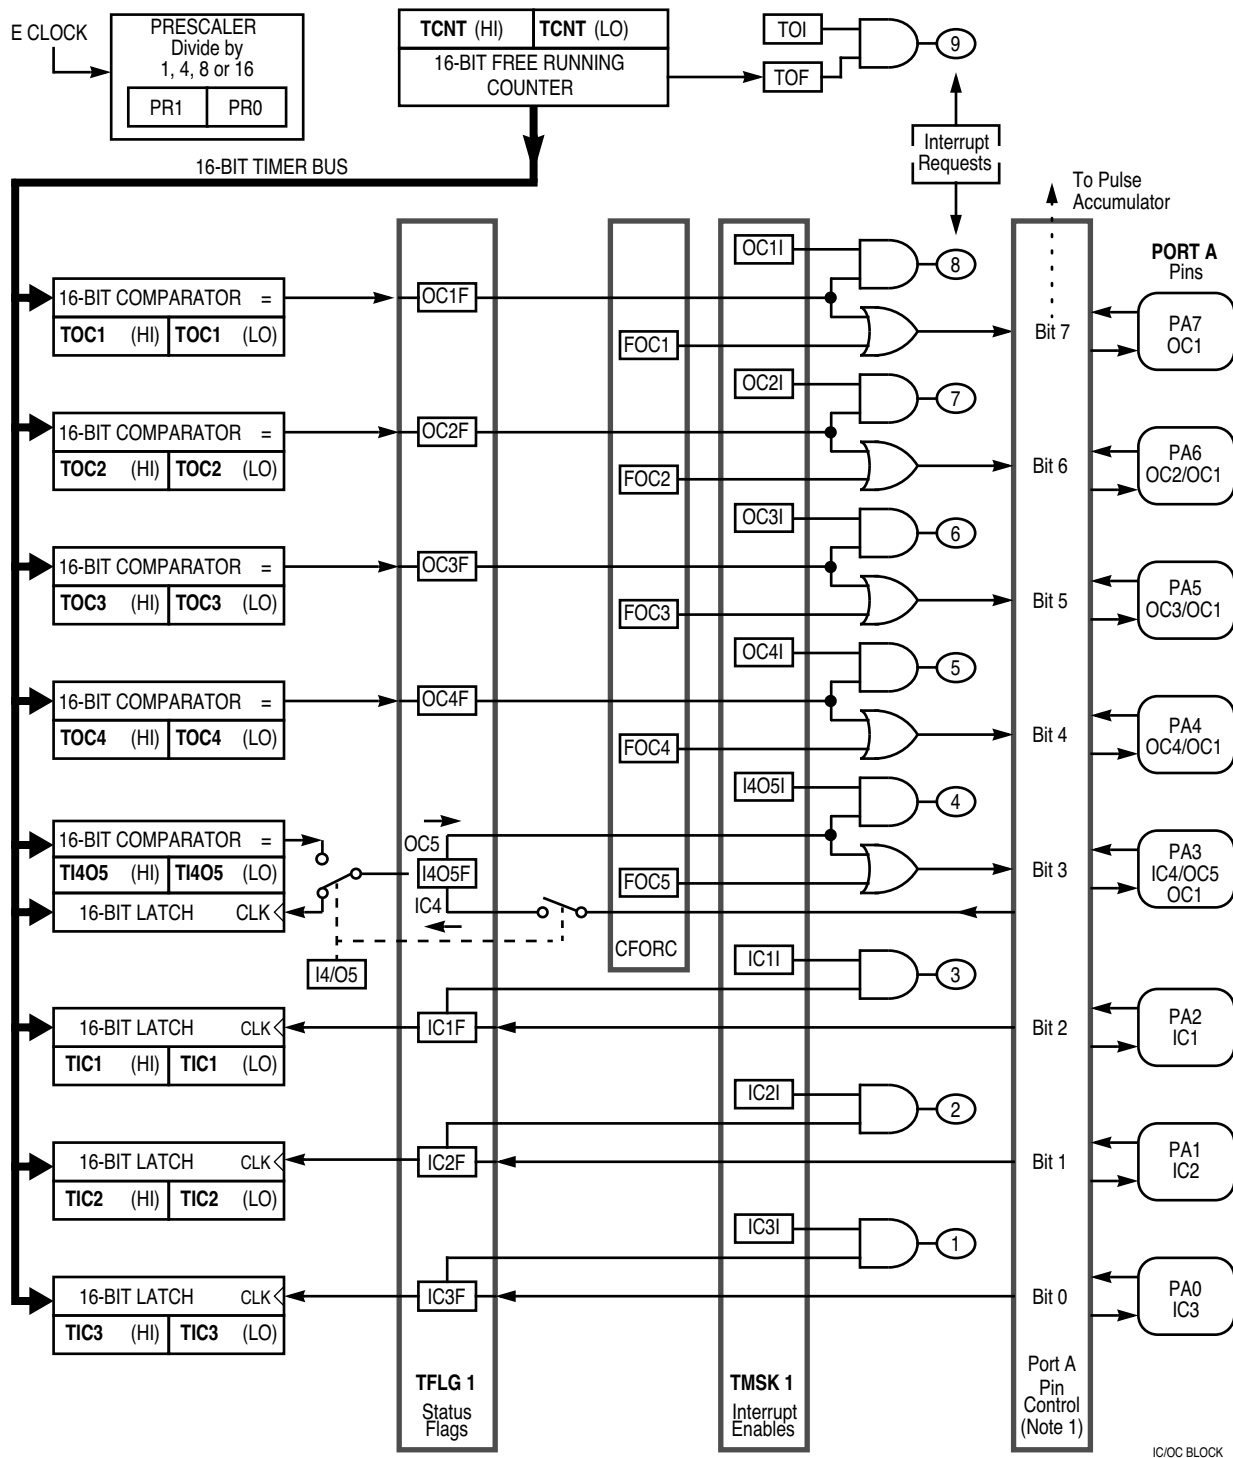 E CLOCK
PRESCALER
Divide by
1, 4, 8 or 16
PR1 PR0
TCNT (HI) TCNT (LO)
16-BIT FREE RUNNING
COUNTER
TOI
TOF
9
Interrupt
Requests
16-BIT TIMER BUS
To Pulse
Accumulator
PORT A
Pins
OC1I
8
16-BIT COMPARATOR =
TOC1 (HI) TOC1 (LO)
OC1F
FOC1
Bit 7
PA7
OC1
OC2I
7
16-BIT COMPARATOR =
TOC2 (HI) TOC2 (LO)
OC2F
FOC2
Bit 6
PA6
OC2/OC1
OC3I
6
16-BIT COMPARATOR =
TOC3 (HI) TOC3 (LO)
OC3F
FOC3
Bit 5
PA5
OC3/OC1
OC4I
5
16-BIT COMPARATOR =
TOC4 (HI) TOC4 (LO)
OC4F
FOC4
Bit 4
PA4
OC4/OC1
I4O5I
4
16-BIT COMPARATOR =
TI4O5 (HI) TI4O5 (LO)
16-BIT LATCH CLK
OC5
I4O5F
IC4
FOC5
Bit 3
PA3
IC4/OC5
OC1
I4/O5
CFORC
IC1I
3
16-BIT LATCH CLK
TIC1 (HI) TIC1 (LO)
IC1F
Bit 2
PA2
IC1
IC2I
2
16-BIT LATCH CLK
TIC2 (HI) TIC2 (LO)
IC2F
Bit 1
PA1
IC2
IC3I
1
16-BIT LATCH CLK
TIC3 (HI) TIC3 (LO)
IC3F
Bit 0
PA0
IC3
TFLG 1
Status
Flags
TMSK 1
Interrupt
Enables
Port A
Pin
Control
(Note 1)
IC/OC BLOCK